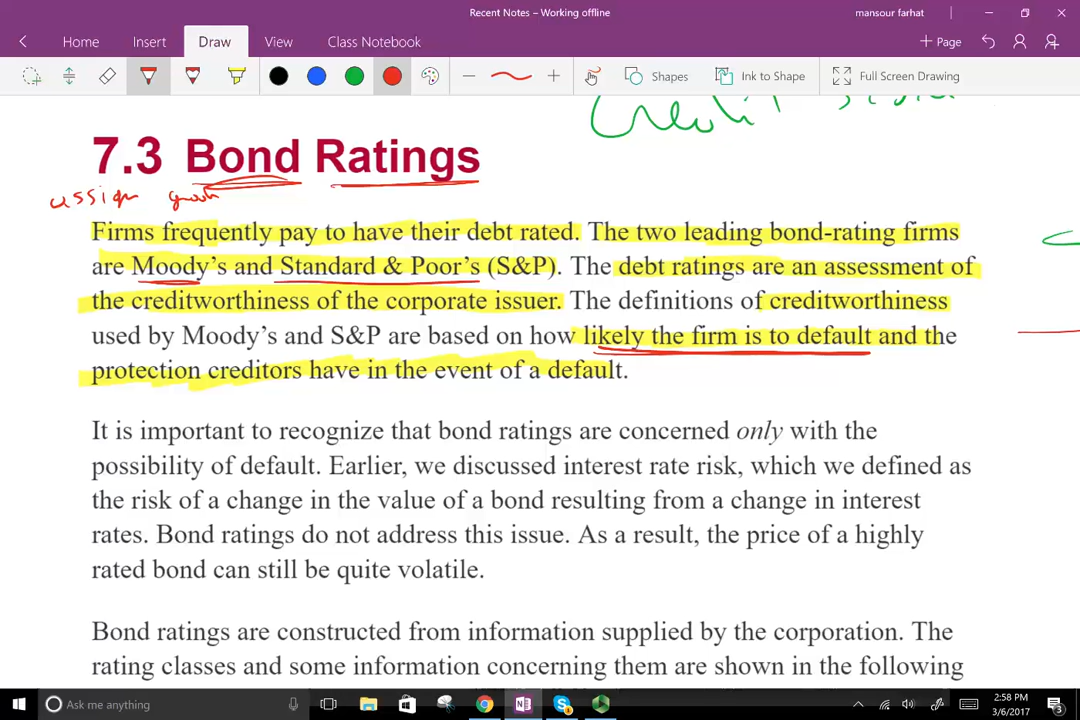 Recent Notes – Working offline
mansour farhat
Home Insert Draw View Class Notebook
Page
Shapes Ink to Shape Full Screen Drawing
Credit
7.3 Bond Ratings
assign
Firms frequently pay to have their debt rated. The two leading bond-rating firms
are Moody’s and Standard & Poor’s (S&P). The debt ratings are an assessment of
the creditworthiness of the corporate issuer. The definitions of creditworthiness
used by Moody’s and S&P are based on how likely the firm is to default and the
protection creditors have in the event of a default.
It is important to recognize that bond ratings are concerned only with the
possibility of default. Earlier, we discussed interest rate risk, which we defined as
the risk of a change in the value of a bond resulting from a change in interest
rates. Bond ratings do not address this issue. As a result, the price of a highly
rated bond can still be quite volatile.
Bond ratings are constructed from information supplied by the corporation. The
rating classes and some information concerning them are shown in the following
Ask me anything
2:58 PM
3/6/2017
3